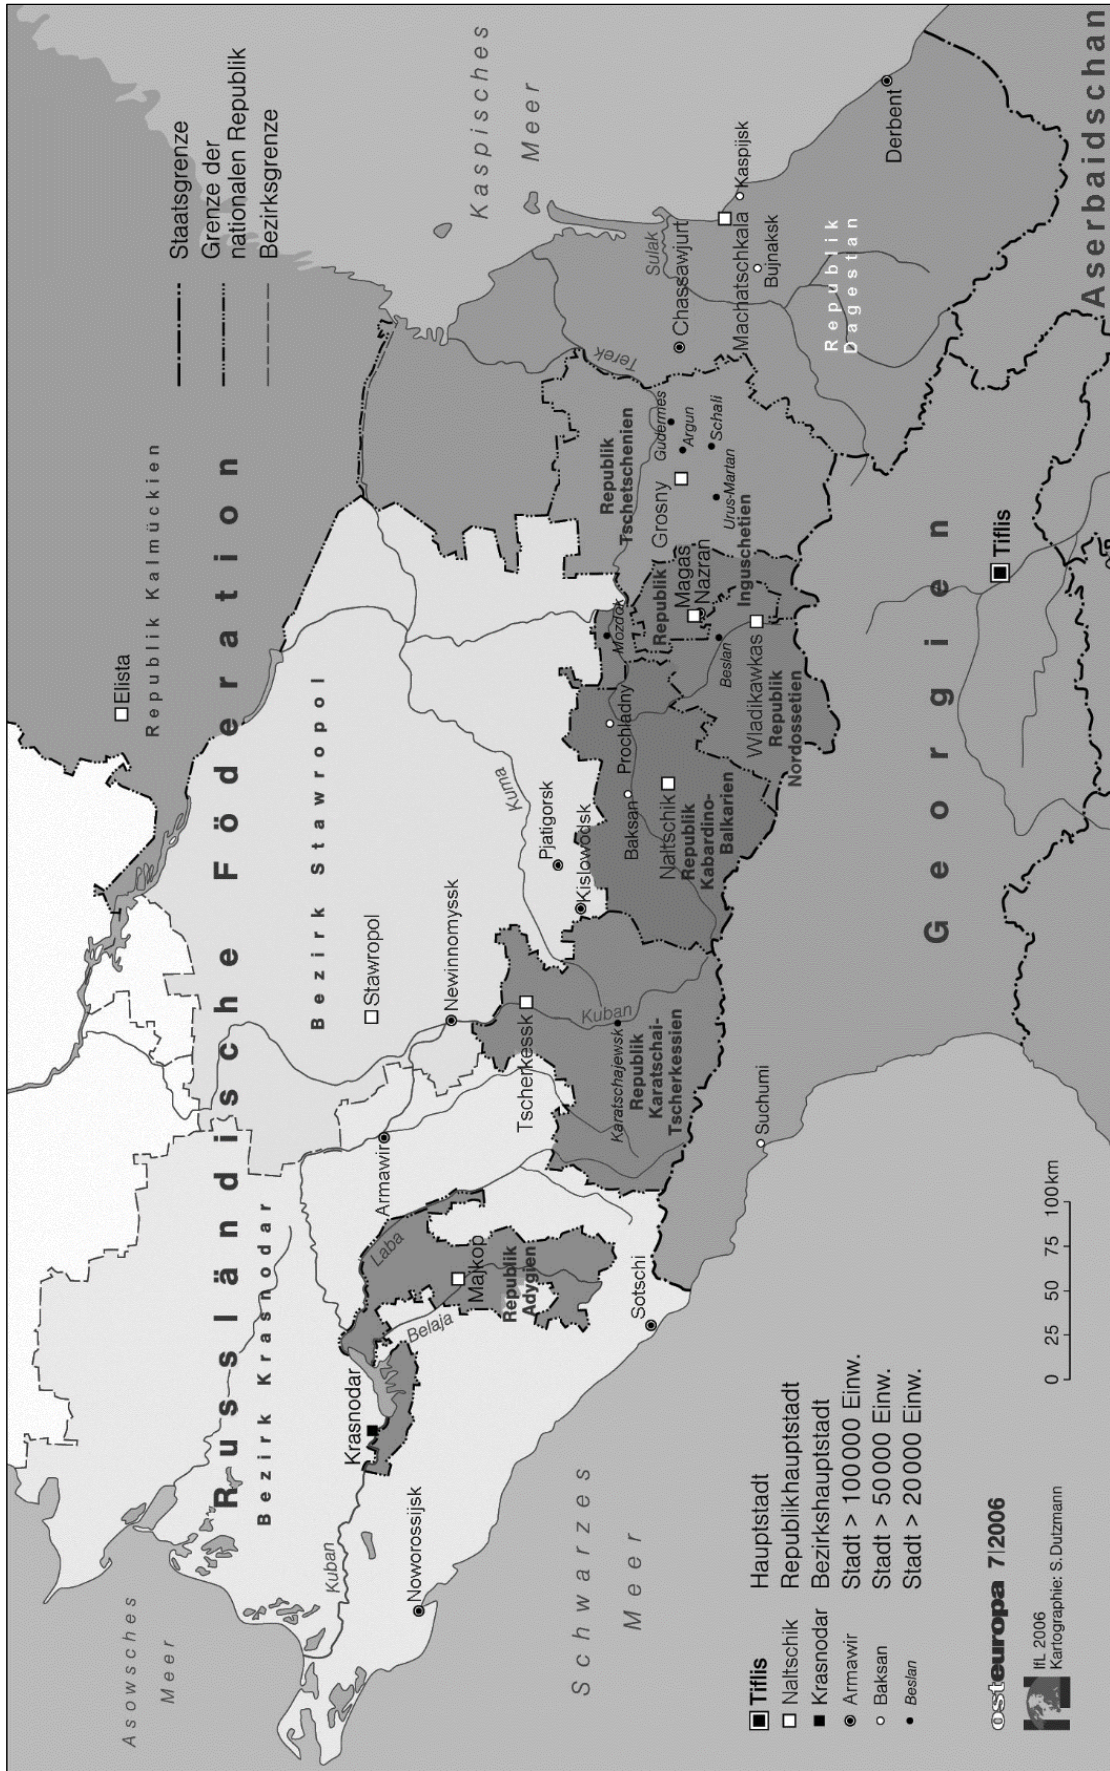 Asowsches
Meer
Schwarzes
Meer
Kaspisches
Meer
Staatsgrenze
Grenze der
nationalen Republik
Bezirksgrenze
Russländische Föderation
Republik Kalmückien
Elista
Bezirk Krasnodar
Bezirk Stawropol
Stawropol
Kuban
Krasnodar
Noworossijsk
Laba
Belaja
Majkop
Republik
Adygien
Armawir
Sotschi
Newinnomyssk
Tscherkessk
Kuban
Karatschajewsk
Republik
Karatschai-
Tscherkessien
Kuma
Pjatigorsk
Kislowodsk
Baksan
Prochladny
Naltschik
Republik
Kabardino-
Balkarien
Mozdok
Beslan
Wladikawkas
Republik
Nordossetien
Republik
Inguschetien
Magas
Nazran
Republik
Tschetschenien
Grosny
Gudermes
Argun
Schali
Urus-Martan
Terek
Sulak
Chassawjurt
Machatschkala
Kaspijsk
Bujnaksk
Republik
Dagestan
Derbent
Suchumi
Georgien
Tiflis
Aserbaidschan
Tiflis Hauptstadt
Naltschik Republikhauptstadt
Krasnodar Bezirkshauptstadt
Armawir Stadt > 100 000 Einw.
Baksan Stadt > 50 000 Einw.
Beslan Stadt > 20 000 Einw.
0 25 50 75 100 km
osteuropa 7|2006
IfL 2006
Kartographie: S. Dutzmann